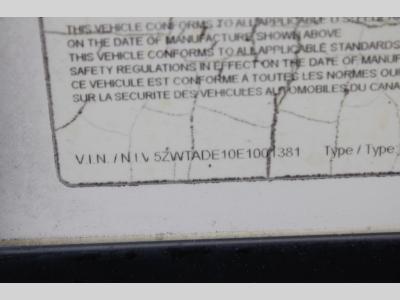 THIS VEHICLE CONFORMS TO ALL APPLICABLE U S
ON THE DATE OF MANUFACTURE SHOWN ABOVE
THIS VEHICLE CONFORMS TO ALL APPLICABLE STANDARDS
SAFETY REGULATIONS IN EFFECT ON THE DATE OF MANUF
CE VEHICULE EST CONFORME A TOUTES LES NORMES QUI
SUR LA SECURITE DES VEHICULES AUTOMOBILES DU CANA
V.I.N. / N I V 5ZWTADE10E1001381 Type / Type